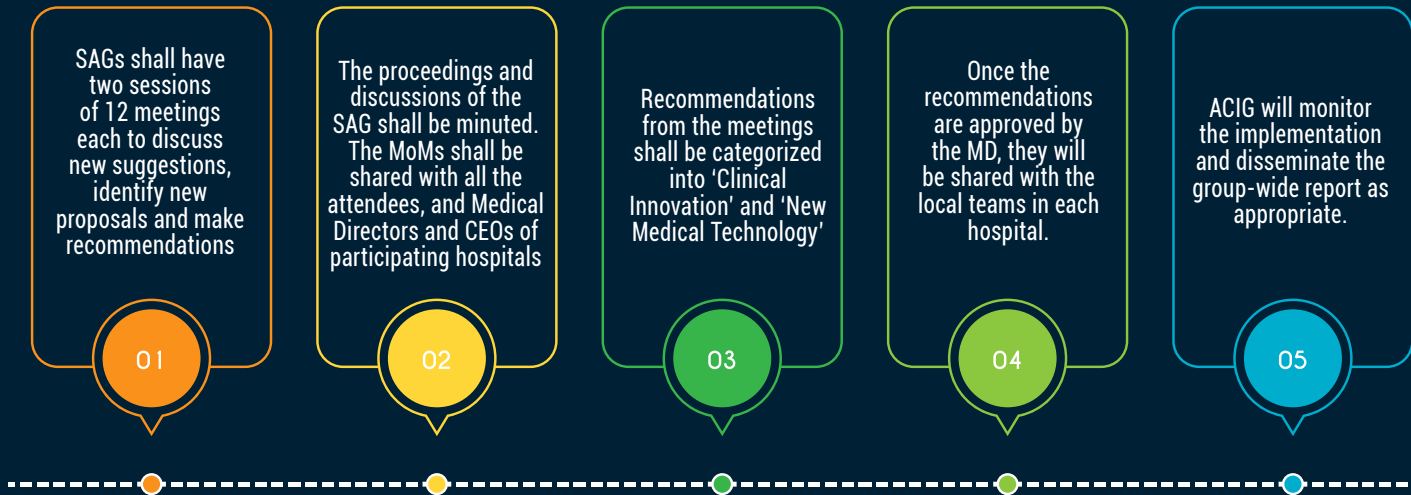 SAGs shall have
two sessions
of 12 meetings
each to discuss
new suggestions,
identify new
proposals and make
recommendations
01
The proceedings and
discussions of the
SAG shall be minuted.
The MoMs shall be
shared with all the
attendees, and Medical
Directors and CEOs of
participating hospitals
02
Recommendations
from the meetings
shall be categorized
into ‘Clinical
Innovation’ and ‘New
Medical Technology’
03
Once the
recommendations
are approved by
the MD, they will
be shared with the
local teams in each
hospital.
04
ACIG will monitor
the implementation
and disseminate the
group-wide report as
appropriate.
05